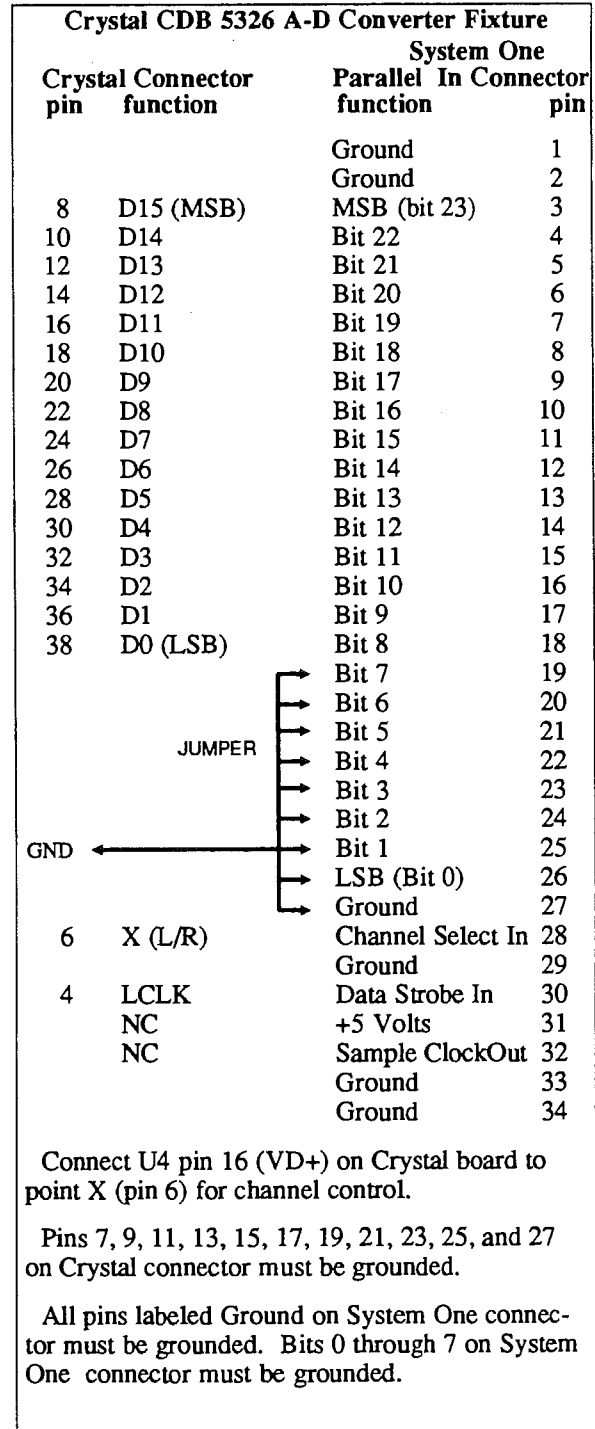 Crystal CDB 5326 A-D Converter Fixture
System One
Crystal Connector Parallel In Connector
pin function function pin
Ground 1
Ground 2
8 D15 (MSB) MSB (bit 23) 3
10 D14 Bit 22 4
12 D13 Bit 21 5
14 D12 Bit 20 6
16 D11 Bit 19 7
18 D10 Bit 18 8
20 D9 Bit 17 9
22 D8 Bit 16 10
24 D7 Bit 15 11
26 D6 Bit 14 12
28 D5 Bit 13 13
30 D4 Bit 12 14
32 D3 Bit 11 15
34 D2 Bit 10 16
36 D1 Bit 9 17
38 D0 (LSB) Bit 8 18
Bit 7 19
Bit 6 20
Bit 5 21
JUMPER Bit 4 22
Bit 3 23
Bit 2 24
GND Bit 1 25
LSB (Bit 0) 26
Ground 27
6 X (L/R) Channel Select In 28
Ground 29
4 LCLK Data Strobe In 30
NC +5 Volts 31
NC Sample ClockOut 32
Ground 33
Ground 34
Connect U4 pin 16 (VD+) on Crystal board to
point X (pin 6) for channel control.
Pins 7, 9, 11, 13, 15, 17, 19, 21, 23, 25, and 27
on Crystal connector must be grounded.
All pins labeled Ground on System One connec-
tor must be grounded. Bits 0 through 7 on System
One connector must be grounded.